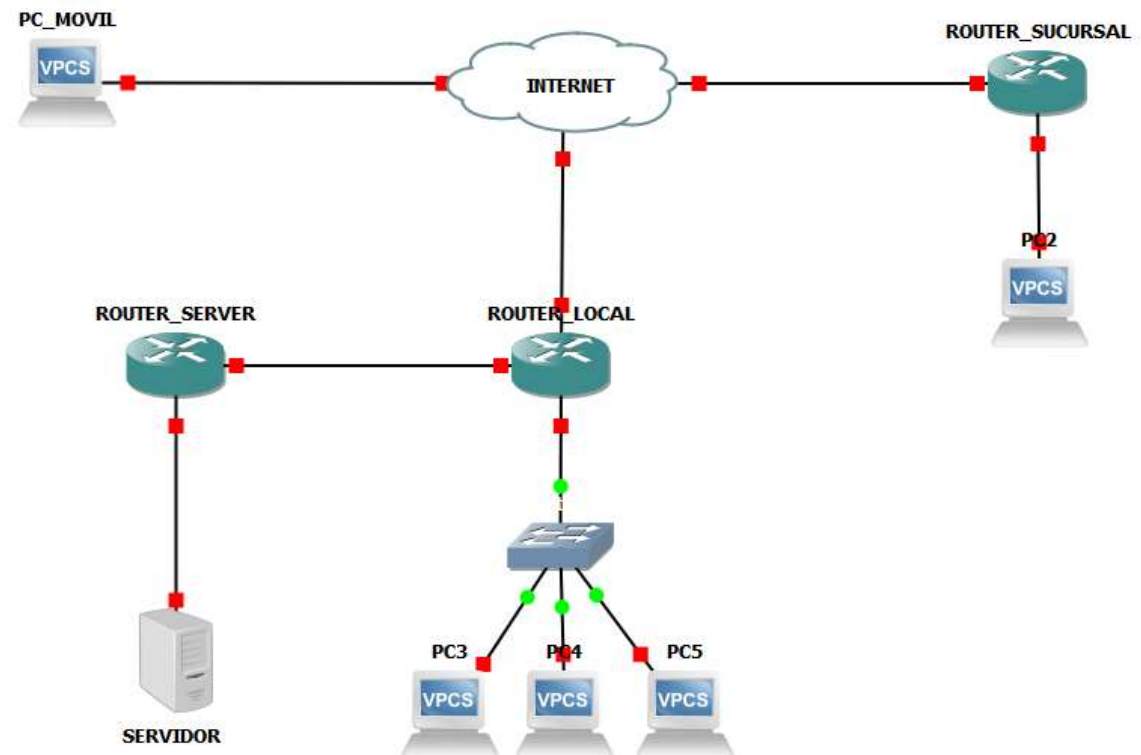 PC_MOVIL
VPCS
INTERNET
ROUTER_SUCURSAL
PC2
VPCS
ROUTER_SERVER
ROUTER_LOCAL
PC3
PC4
PC5
VPCS
VPCS
VPCS
SERVIDOR